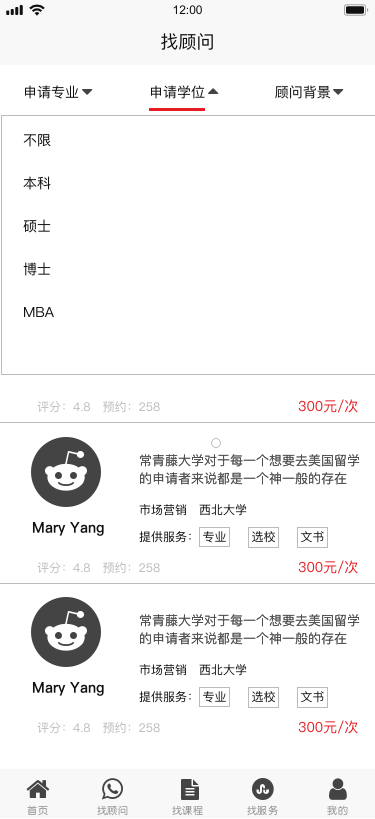 12:00
找顾问
申请专业 申请学位 顾问背景
不限
本科
硕士
博士
MBA
评分：4.8 预约：258 300元/次
常青藤大学对于每一个想要去美国留学
的申请者来说都是一个神一般的存在
Mary Yang
市场营销 西北大学
提供服务： 专业 选校 文书
评分：4.8 预约：258 300元/次
常青藤大学对于每一个想要去美国留学
的申请者来说都是一个神一般的存在
Mary Yang
市场营销 西北大学
提供服务： 专业 选校 文书
评分：4.8 预约：258 300元/次
首页 找顾问 找课程 找服务 我的